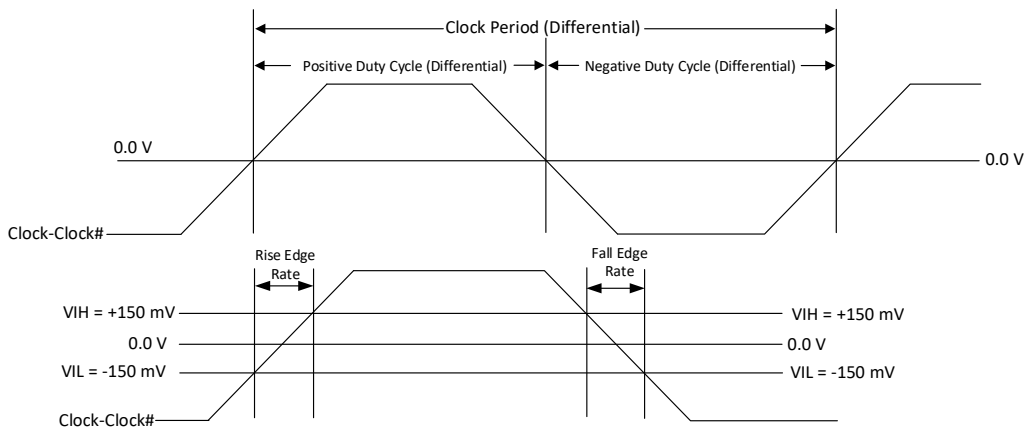 Clock Period (Differential)
Positive Duty Cycle (Differential)
Negative Duty Cycle (Differential)
0.0 V
0.0 V
Clock-Clock#
Rise Edge
Rate
Fall Edge
Rate
VIH = +150 mV
VIH = +150 mV
0.0 V
0.0 V
VIL = -150 mV
VIL = -150 mV
Clock-Clock#